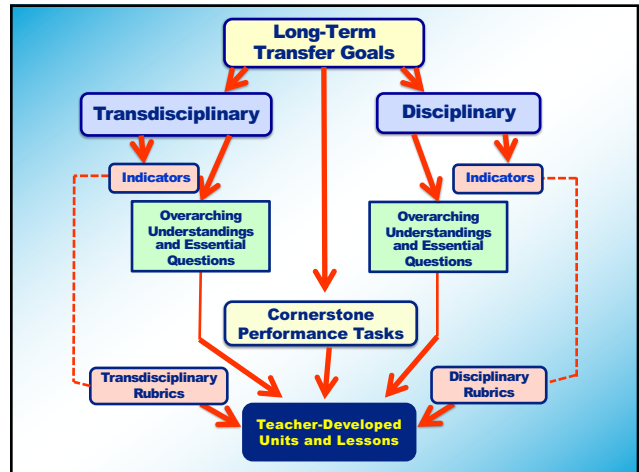 Long-Term
Transfer Goals
Transdisciplinary
Disciplinary
Indicators
Indicators
Overarching
Understandings
and Essential
Questions
Overarching
Understandings
and Essential
Questions
Cornerstone
Performance Tasks
Transdisciplinary
Rubrics
Disciplinary
Rubrics
Teacher-Developed
Units and Lessons